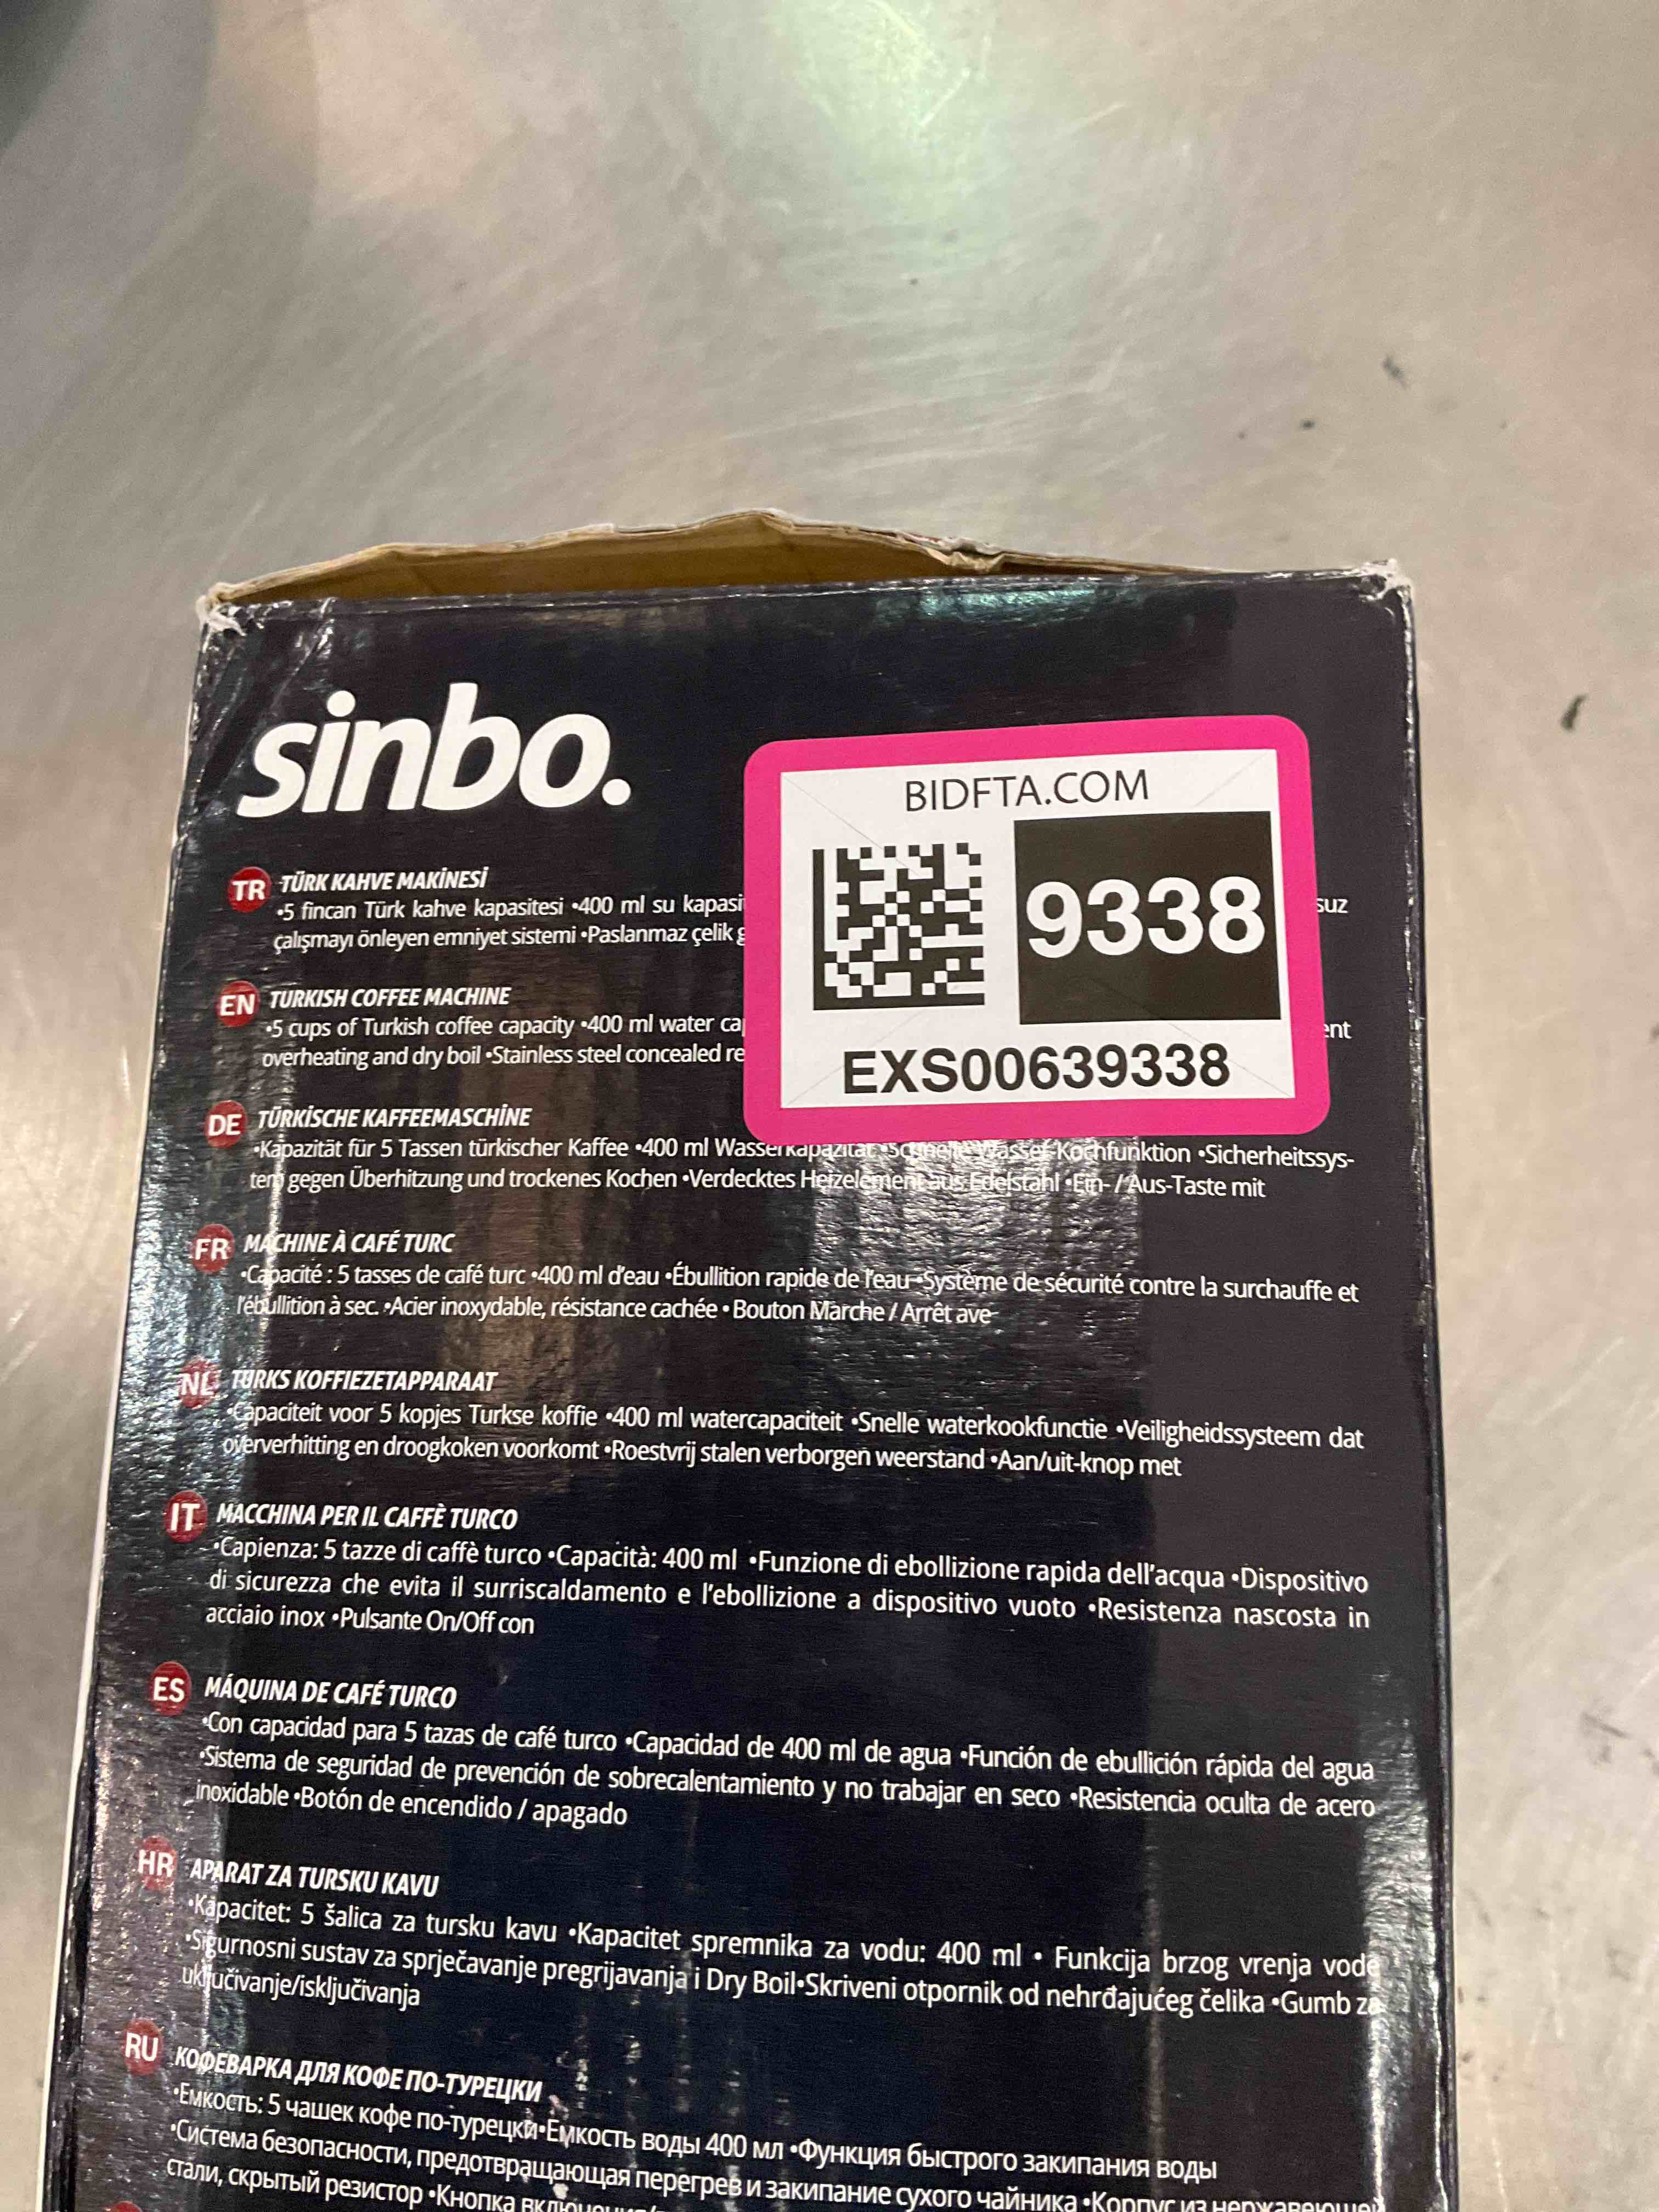 sinbo.
BIDFTA.COM
9338
EXS00639338
TR TÜRK KAHVE MAKİNESİ
•5 fincan Türk kahve kapasitesi •400 ml su kapasi suz
çalışmayı önleyen emniyet sistemi •Paslanmaz çelik g
EN TURKISH COFFEE MACHINE
•5 cups of Turkish coffee capacity •400 ml water ca ent
overheating and dry boil •Stainless steel concealed re
DE TÜRKİSCHE KAFFEEMASCHİNE
•Kapazität für 5 Tassen türkischer Kaffee •400 ml Wasserkapazität •Schnelle Wasser-Kochfunktion •Sicherheitssys-
tem gegen Überhitzung und trockenes Kochen •Verdecktes Heizelement aus Edelstahl •Ein- / Aus-Taste mit
FR MACHINE À CAFÉ TURC
•Capacité : 5 tasses de café turc •400 ml d'eau •Ébullition rapide de l'eau •Système de sécurité contre la surchauffe et
l'ébullition à sec. •Acier inoxydable, résistance cachée • Bouton Marche / Arrêt ave
NL TURKS KOFFIEZETAPPARAAT
•Capaciteit voor 5 kopjes Turkse koffie •400 ml watercapaciteit •Snelle waterkookfunctie •Veiligheidssysteem dat
oververhitting en droogkoken voorkomt •Roestvrij stalen verborgen weerstand •Aan/uit-knop met
IT MACCHINA PER IL CAFFÈ TURCO
•Capienza: 5 tazze di caffè turco •Capacità: 400 ml •Funzione di ebollizione rapida dell'acqua •Dispositivo
di sicurezza che evita il surriscaldamento e l'ebollizione a dispositivo vuoto •Resistenza nascosta in
acciaio inox •Pulsante On/Off con
ES MÁQUINA DE CAFÉ TURCO
•Con capacidad para 5 tazas de café turco •Capacidad de 400 ml de agua •Función de ebullición rápida del agua
•Sistema de seguridad de prevención de sobrecalentamiento y no trabajar en seco •Resistencia oculta de acero
inoxidable •Botón de encendido / apagado
HR APARAT ZA TURSKU KAVU
•Kapacitet: 5 šalica za tursku kavu •Kapacitet spremnika za vodu: 400 ml • Funkcija brzog vrenja vode
•Sigurnosni sustav za sprječavanje pregrijavanja i Dry Boil•Skriveni otpornik od nehrđajućeg čelika •Gumb za
uključivanje/isključivanja
RU КОФЕВАРКА ДЛЯ КОФЕ ПО-ТУРЕЦКИ
•Емкость: 5 чашек кофе по-турецки•Емкость воды 400 мл •Функция быстрого закипания воды
•Система безопасности, предотвращающая перегрев и закипание сухого чайника •Корпус из нержавеющей
стали, скрытый резистор •Кнопка